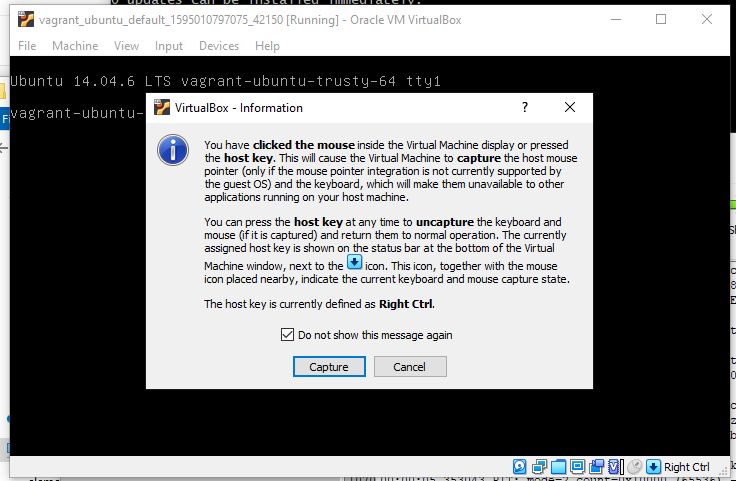 o updates can be installed immediately.
vagrant_ubuntu_default_1595010797075_42150 [Running] - Oracle VM VirtualBox
File Machine View Input Devices Help
Ubuntu 14.04.6 LTS vagrant-ubuntu-trusty-64 tty1
vagrant-ubuntu-
VirtualBox - Information
You have clicked the mouse inside the Virtual Machine display or pressed
the host key. This will cause the Virtual Machine to capture the host mouse
pointer (only if the mouse pointer integration is not currently supported by
the guest OS) and the keyboard, which will make them unavailable to other
applications running on your host machine.
You can press the host key at any time to uncapture the keyboard and
mouse (if it is captured) and return them to normal operation. The currently
assigned host key is shown on the status bar at the bottom of the Virtual
Machine window, next to the icon. This icon, together with the mouse
icon placed nearby, indicate the current keyboard and mouse capture state.
The host key is currently defined as Right Ctrl.
Do not show this message again
Capture Cancel
Right Ctrl